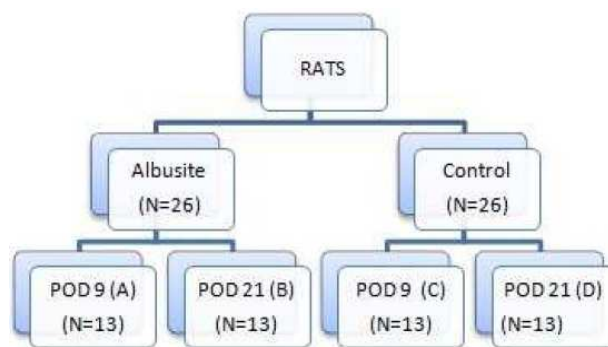 RATS
Albusite
(N=26)
Control
(N=26)
POD 9 (A)
(N=13)
POD 21 (B)
(N=13)
POD 9 (C)
(N=13)
POD 21 (D)
(N=13)